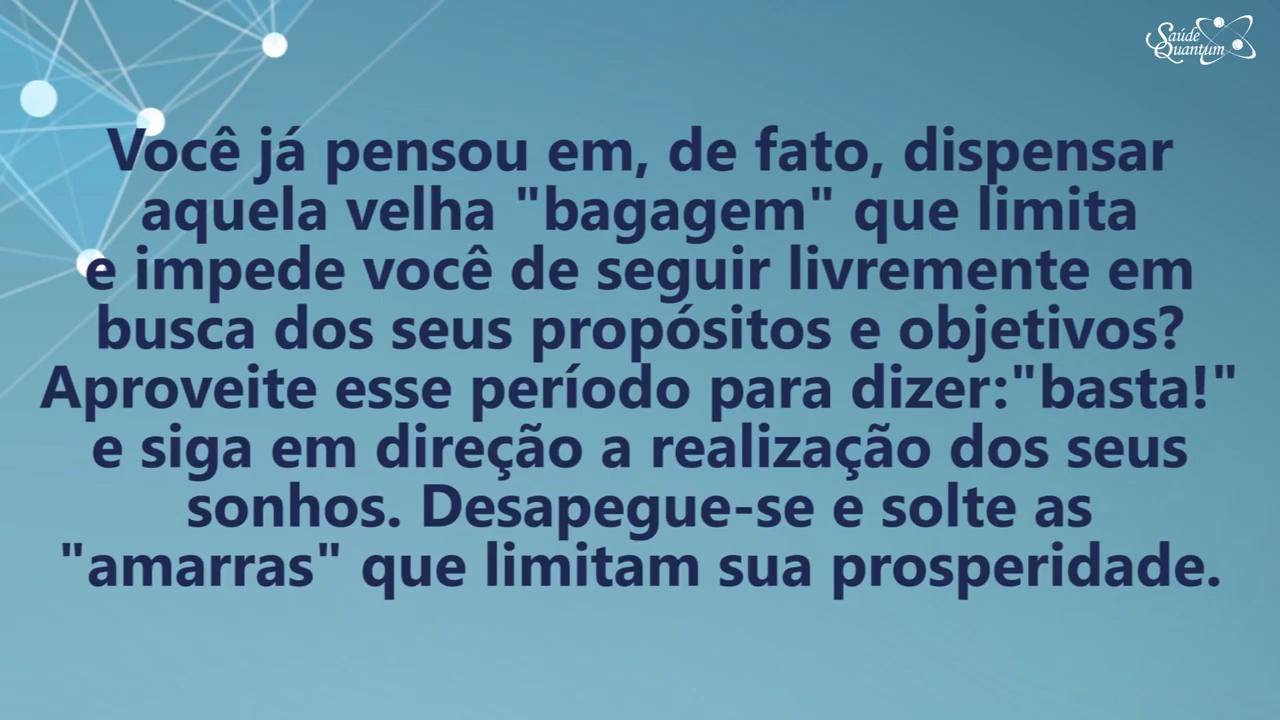 Saúde
Quantum
Você já pensou em, de fato, dispensar
aquela velha "bagagem" que limita
e impede você de seguir livremente em
busca dos seus propósitos e objetivos?
Aproveite esse período para dizer:"basta!"
e siga em direção a realização dos seus
sonhos. Desapegue-se e solte as
"amarras" que limitam sua prosperidade.